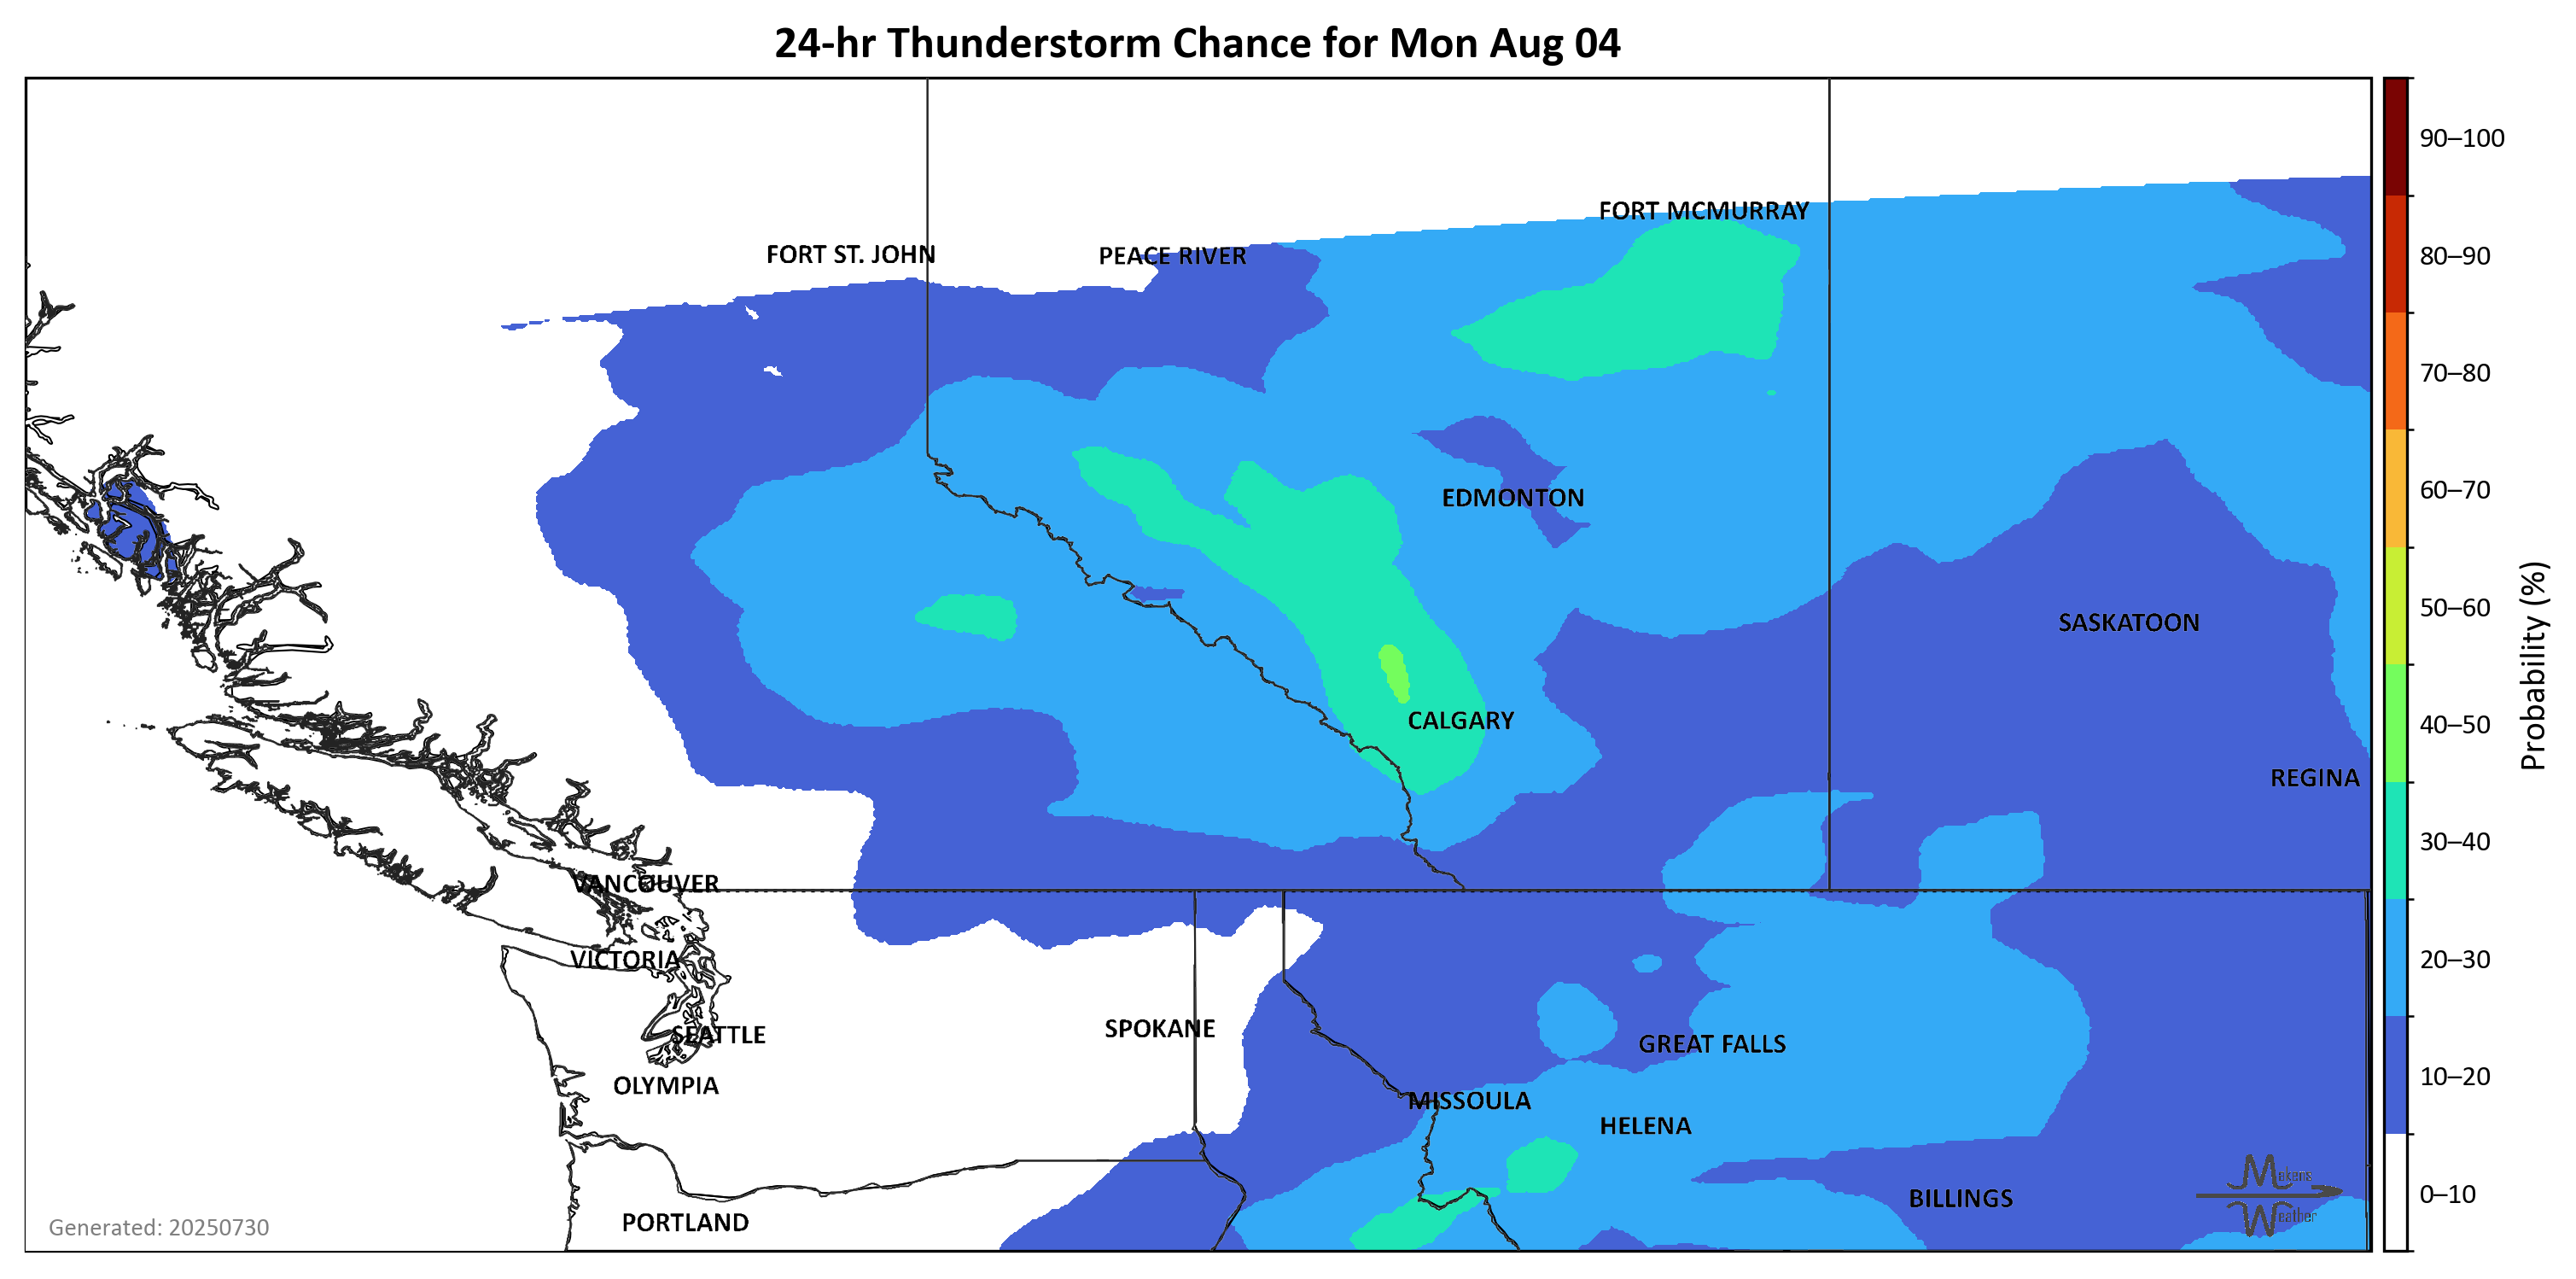 24-hr Thunderstorm Chance for Mon Aug 04
FORT MCMURRAY
FORT ST. JOHN
PEACE RIVER
EDMONTON
SASKATOON
CALGARY
REGINA
VANCOUVER
VICTORIA
SPOKANE
SEATTLE
GREAT FALLS
OLYMPIA
MISSOULA
HELENA
BILLINGS
PORTLAND
Mekens
Weather
Generated: 20250730
90–100
80–90
70–80
60–70
50–60
40–50
30–40
20–30
10–20
0–10
Probability (%)